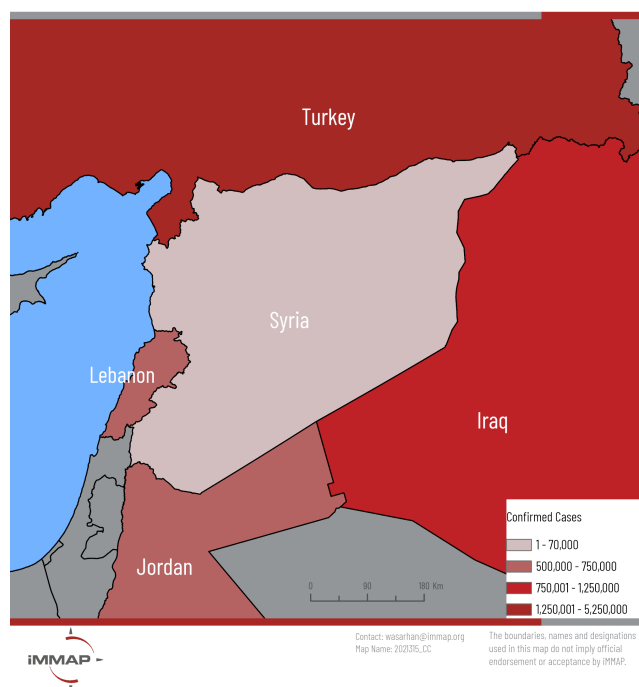 Turkey
Syria
Lebanon
Iraq
Jordan
Confirmed Cases
1 - 70,000
500,000 - 750,000
750,001 - 1,250,000
1,250,001 - 5,250,000
0 90 180 Km
iMMAP
Contact: wasarhan@immap.org
Map Name: 2021315_CC
The boundaries, names and designations
used in this map do not imply official
endorsement or acceptance by iMMAP.